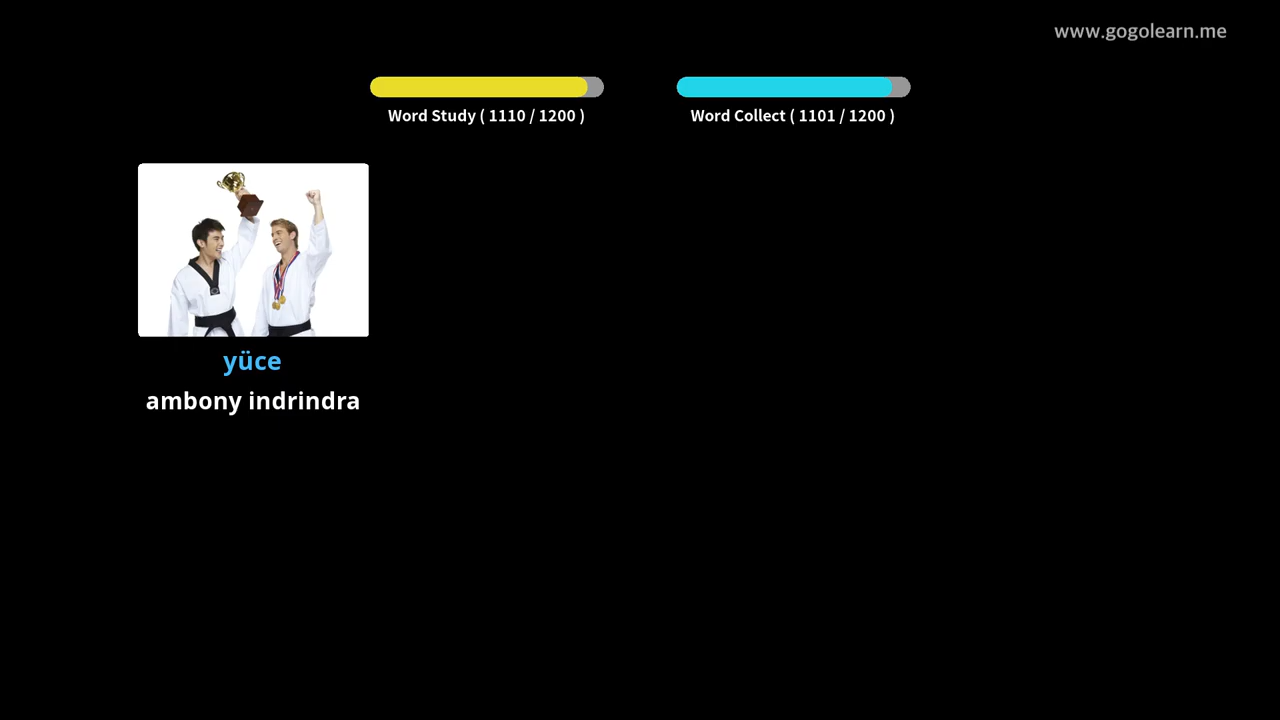 www.gogolearn.me
Word Study ( 1110 / 1200 )
Word Collect ( 1101 / 1200 )
yüce
ambony indrindra